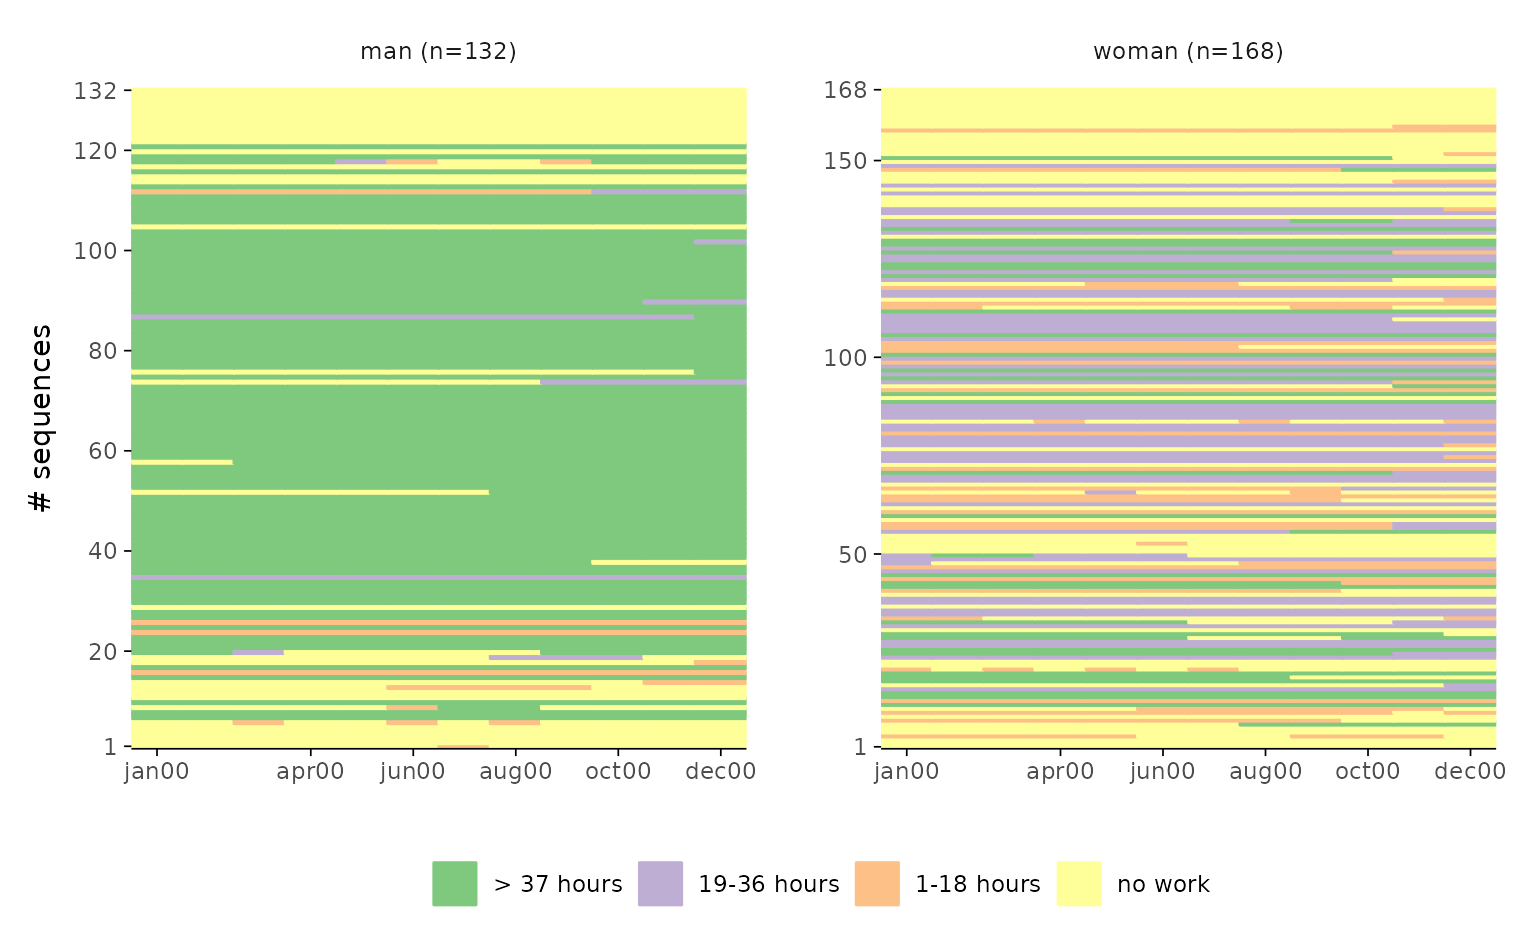 man (n=132)
woman (n=168)
# sequences
132
120
100
80
60
40
20
1
jan00 apr00 jun00 aug00 oct00 dec00
168
150
100
50
1
jan00 apr00 jun00 aug00 oct00 dec00
> 37 hours 19-36 hours 1-18 hours no work